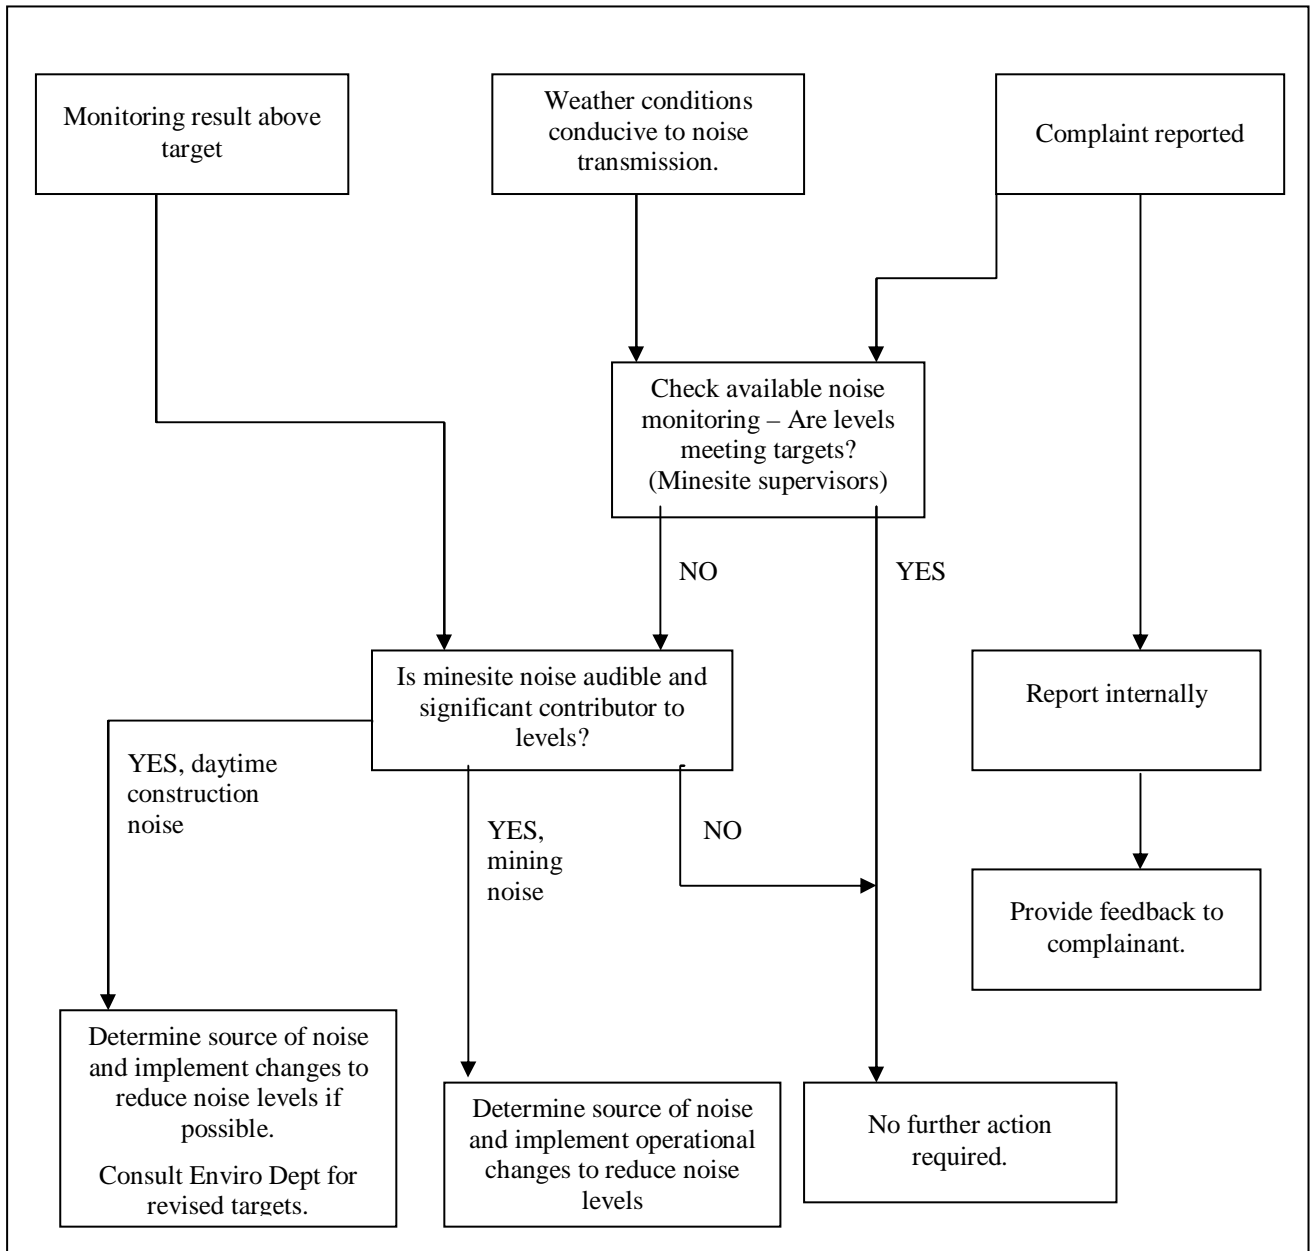 Monitoring result above
target
Weather conditions
conducive to noise
transmission.
Complaint reported
Check available noise
monitoring – Are levels
meeting targets?
(Minesite supervisors)
NO
YES
Is minesite noise audible and
significant contributor to
levels?
Report internally
YES, daytime
construction
noise
YES,
mining
noise
NO
Provide feedback to
complainant.
Determine source of noise
and implement changes to
reduce noise levels if
possible.
Consult Enviro Dept for
revised targets.
Determine source of noise
and implement operational
changes to reduce noise
levels
No further action
required.